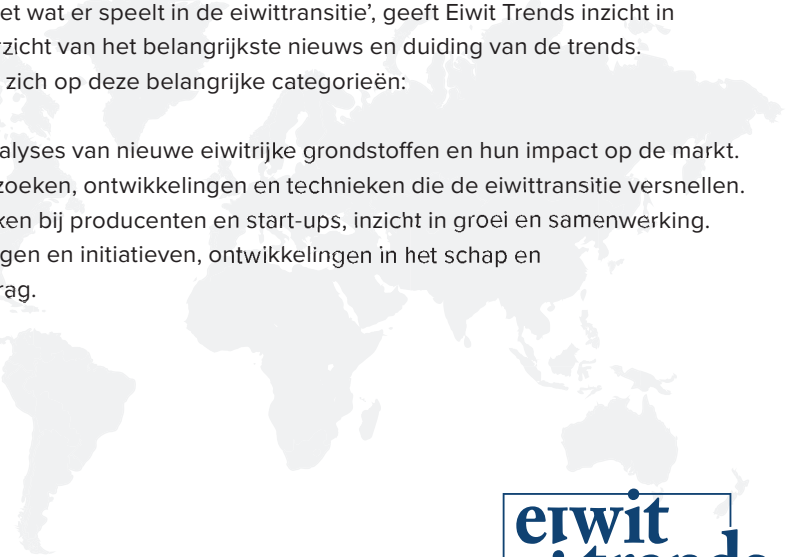 et wat er speelt in de eiwittransitie’, geeft Eiwit Trends inzicht in
rzicht van het belangrijkste nieuws en duiding van de trends.
zich op deze belangrijke categorieën:
alyses van nieuwe eiwitrijke grondstoffen en hun impact op de markt.
zoeken, ontwikkelingen en technieken die de eiwittransitie versnellen.
ken bij producenten en start-ups, inzicht in groei en samenwerking.
gen en initiatieven, ontwikkelingen in het schap en
rag.
eiwit
trends